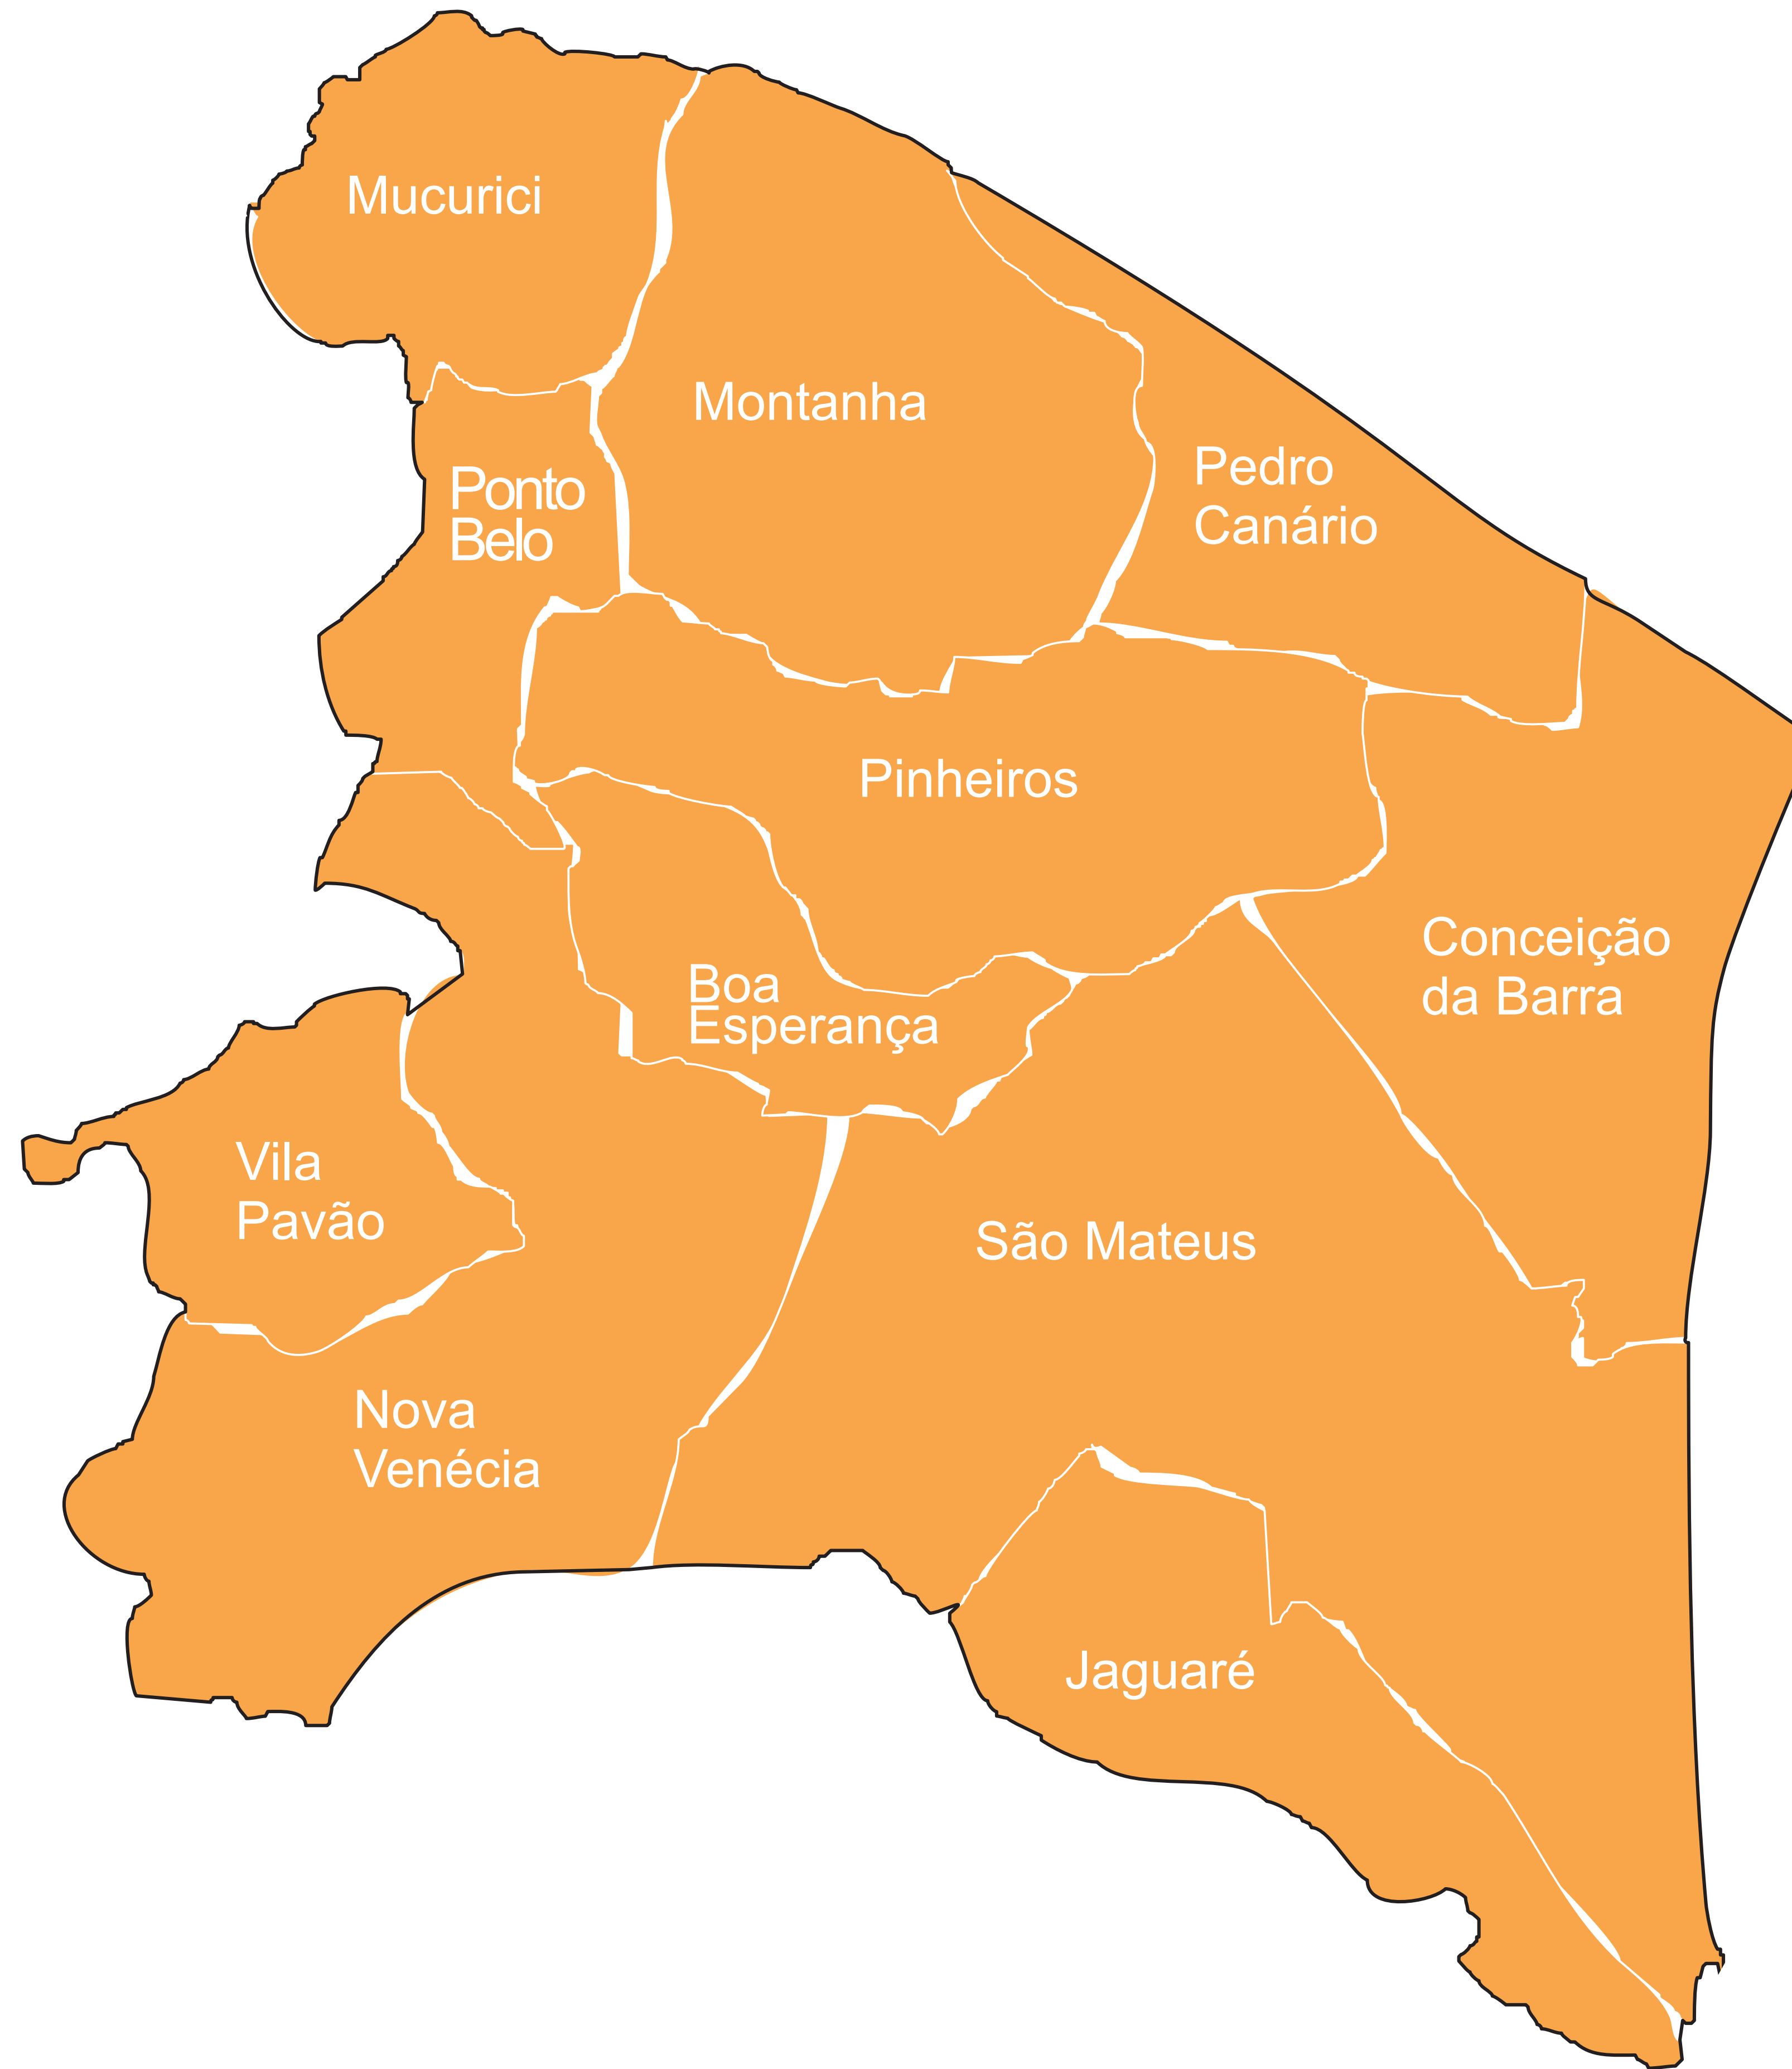 Mucurici
Montanha
Ponto
Belo
Pedro
Canário
Pinheiros
Conceição
da Barra
Boa
Esperança
Vila
Pavão
São Mateus
Nova
Venécia
Jaguaré